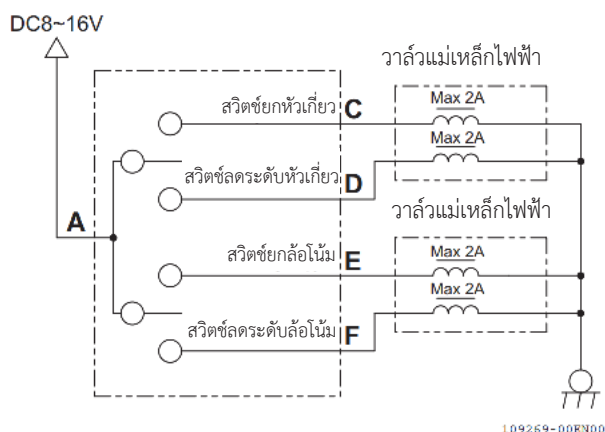 DC8~16V
วาล์วแม่เหล็กไฟฟ้า
สวิตช์ยกหัวเกี่ยว C
Max 2A
Max 2A
สวิตช์ลดระดับหัวเกี่ยว D
A
วาล์วแม่เหล็กไฟฟ้า
สวิตช์ยกล้อโน้ม E
Max 2A
Max 2A
สวิตช์ลดระดับล้อโน้ม F
109269-00EN00